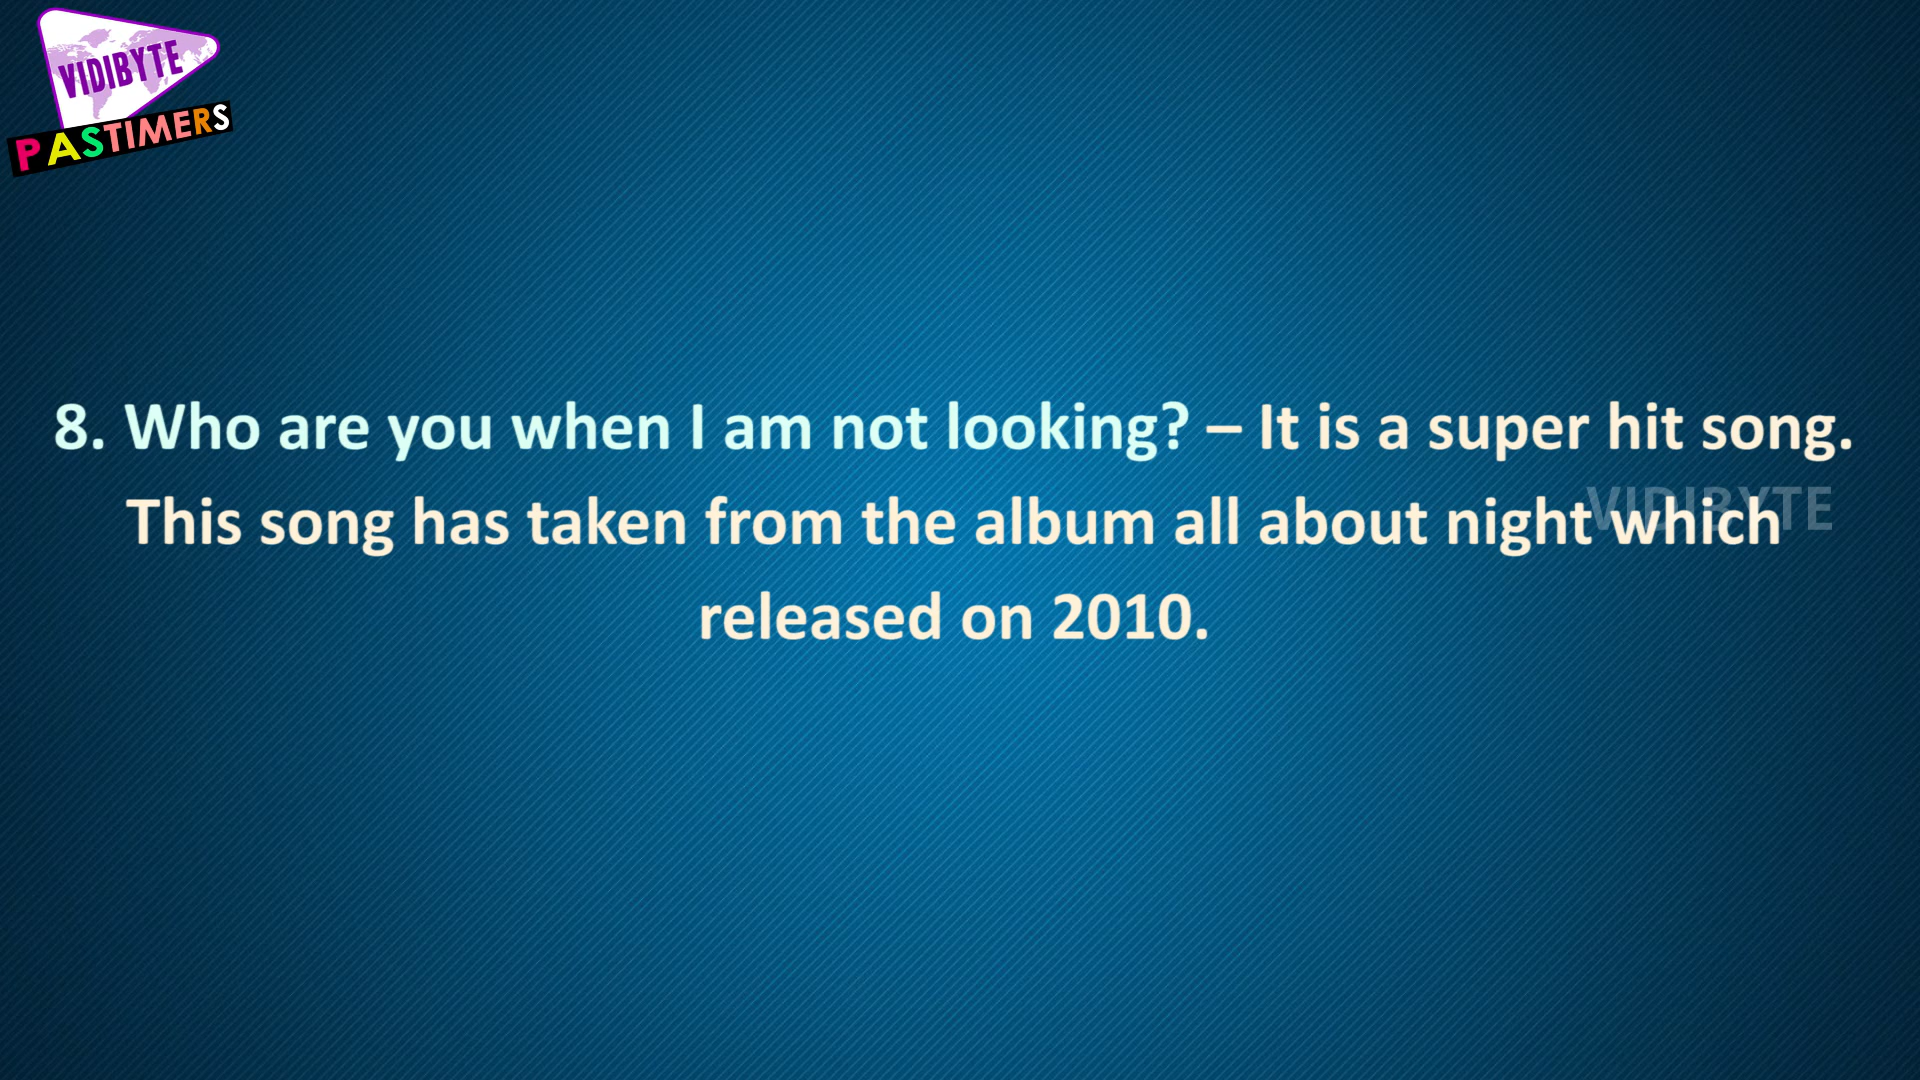 VIDIBYTE
PASTIMERS
8. Who are you when I am not looking? – It is a super hit song.
This song has taken from the album all about night which
VIDIBYTE
released on 2010.